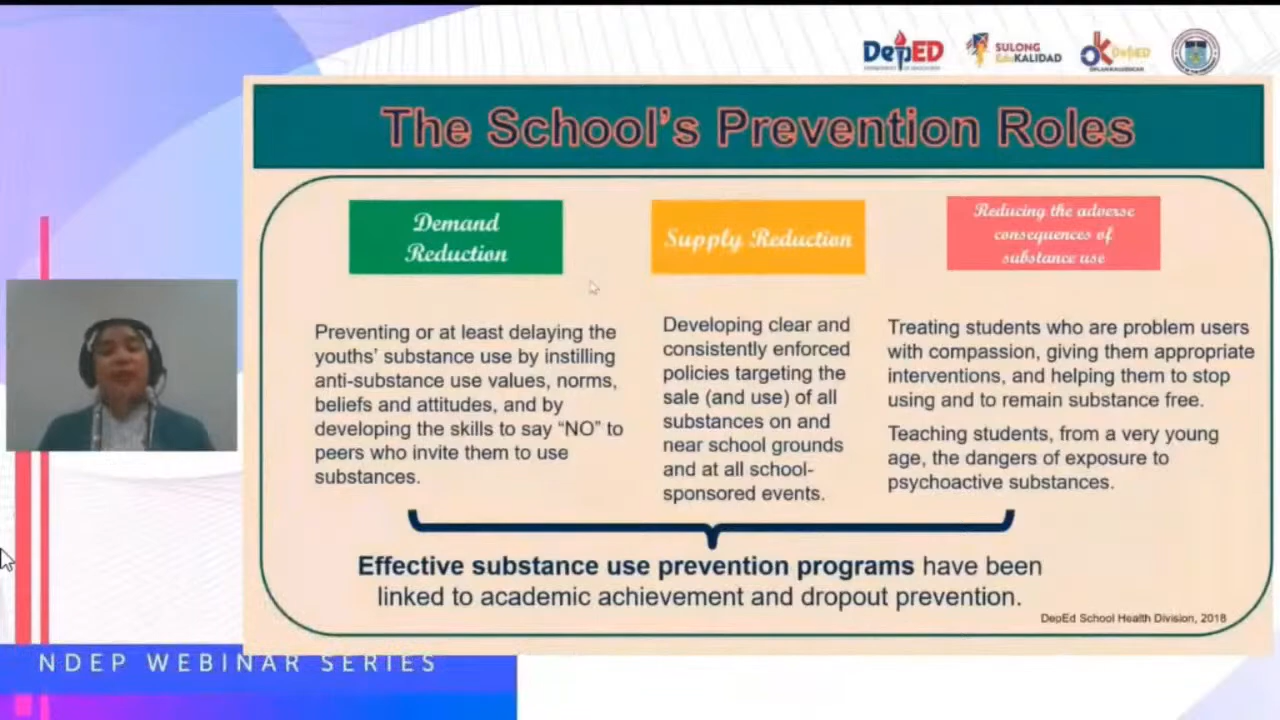 DepED
DEPARTMENT OF EDUCATION
SULONG
EduKALIDAD
OK DepED
OPLAN KALUSUGAN
The School's Prevention Roles
Demand
Reduction
Preventing or at least delaying the
youths' substance use by instilling
anti-substance use values, norms,
beliefs and attitudes, and by
developing the skills to say “NO” to
peers who invite them to use
substances.
Supply Reduction
Developing clear and
consistently enforced
policies targeting the
sale (and use) of all
substances on and
near school grounds
and at all school-
sponsored events.
Reducing the adverse
consequences of
substance use
Treating students who are problem users
with compassion, giving them appropriate
interventions, and helping them to stop
using and to remain substance free.
Teaching students, from a very young
age, the dangers of exposure to
psychoactive substances.
Effective substance use prevention programs have been
linked to academic achievement and dropout prevention.
DepEd School Health Division, 2018
NDEP WEBINAR SERIES